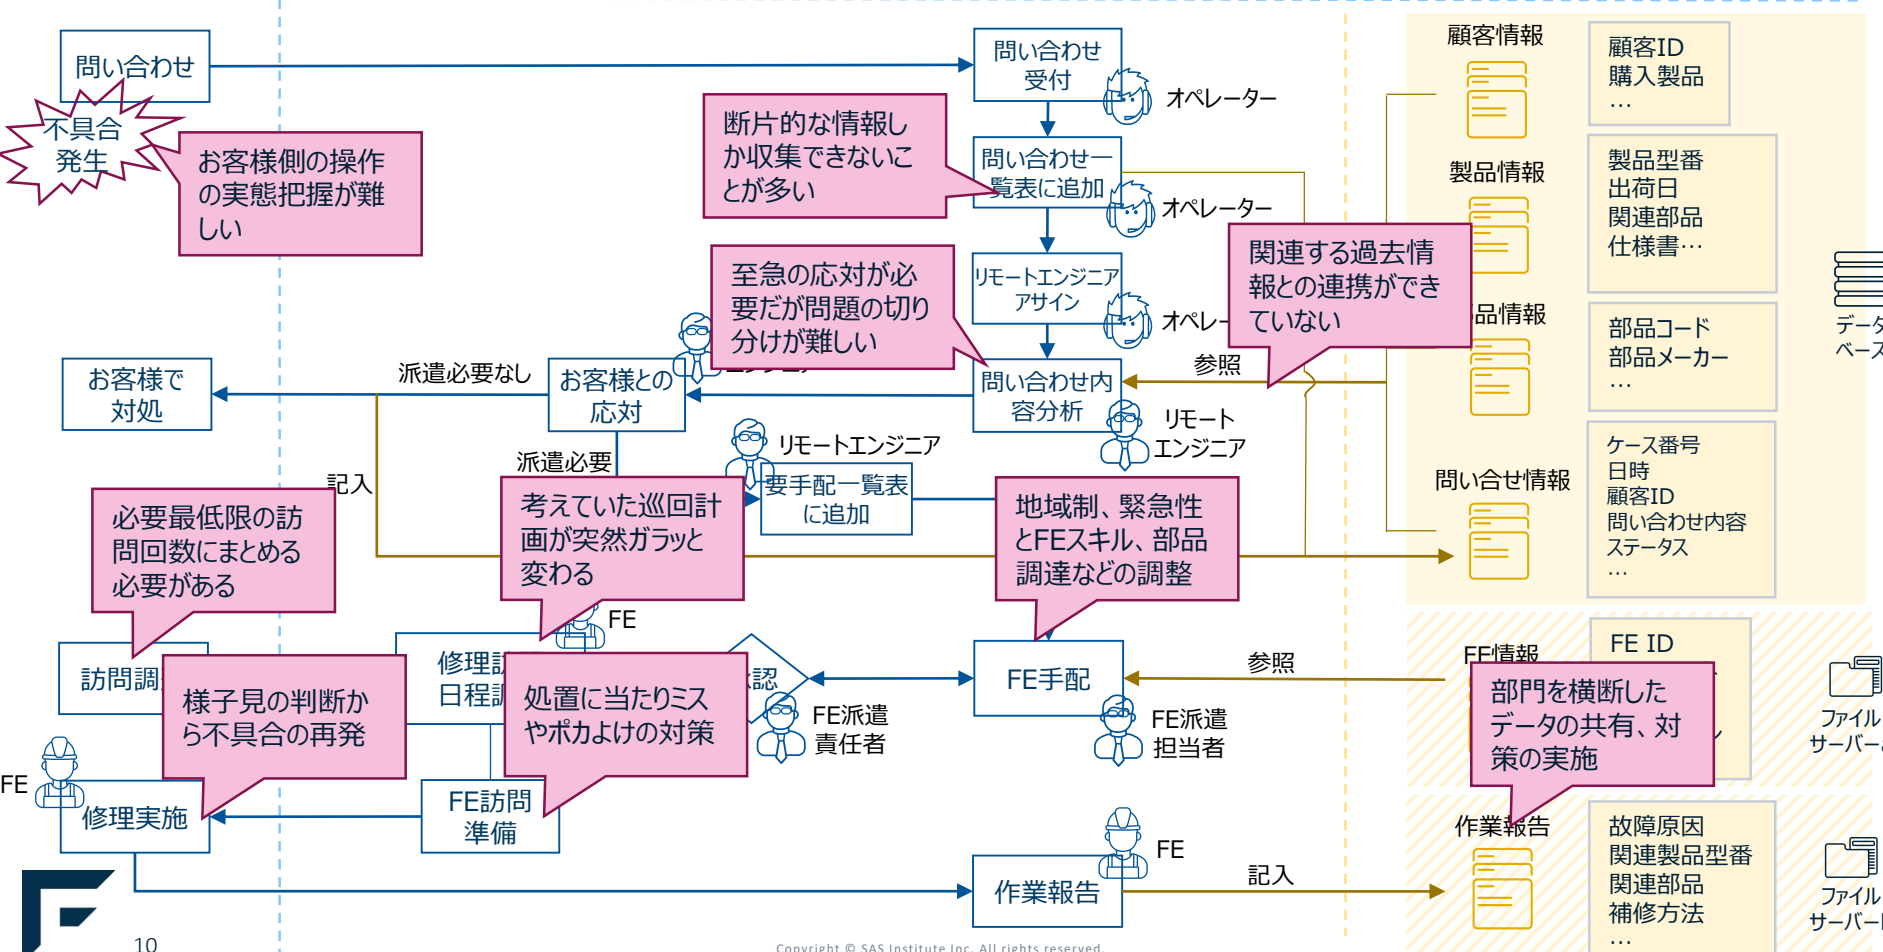 問い合わせ
不具合
発生
お客様側の操作
の実態把握が難
しい
問い合わせ
受付
オペレーター
断片的な情報し
か収集できないこ
とが多い
問い合わせ一
覧表に追加
オペレーター
至急の応対が必
要だが問題の切り
分けが難しい
リモートエンジニア
アサイン
オペレー
関連する過去情
報との連携ができ
ていない
参照
お客様で
対処
派遣必要なし
お客様との
応対
エンジニア
問い合わせ内
容分析
リモート
エンジニア
派遣必要
リモートエンジニア
要手配一覧表
に追加
記入
必要最低限の訪
問回数にまとめる
必要がある
考えていた巡回計
画が突然ガラッと
変わる
地域制、緊急性
とFEスキル、部品
調達などの調整
FE
訪問調
様子見の判断か
ら不具合の再発
修理訪
日程調
処置に当たりミス
やポカよけの対策
認
FE派遣
責任者
FE手配
参照
FE派遣
担当者
FE
修理実施
FE訪問
準備
作業報告
FE
記入
顧客情報
顧客ID
購入製品
…
製品情報
製品型番
出荷日
関連部品
仕様書…
品情報
部品コード
部品メーカー
…
データ
ベース
問い合せ情報
ケース番号
日時
顧客ID
問い合わせ内容
ステータス
…
FE情報
FE ID
部門を横断した
データの共有、対
策の実施
ファイル
サーバー
作業報告
故障原因
関連製品型番
関連部品
補修方法
…
ファイル
サーバー
10
Copyright © SAS Institute Inc. All rights reserved.